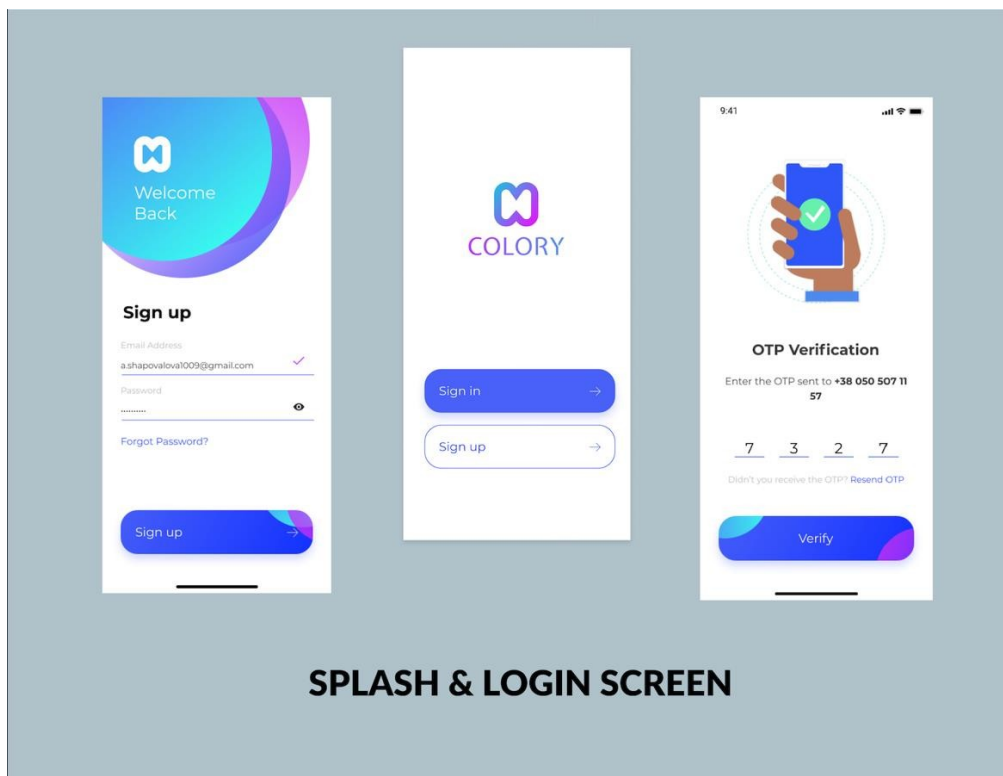 Welcome
Back
Sign up
Email Address
a.shapovalova1009@gmail.com
Password
..........
Forgot Password?
Sign up
COLORY
Sign in
Sign up
9:41
OTP Verification
Enter the OTP sent to +38 050 507 11
57
7 3 2 7
Didn't you receive the OTP? Resend OTP
Verify
SPLASH & LOGIN SCREEN